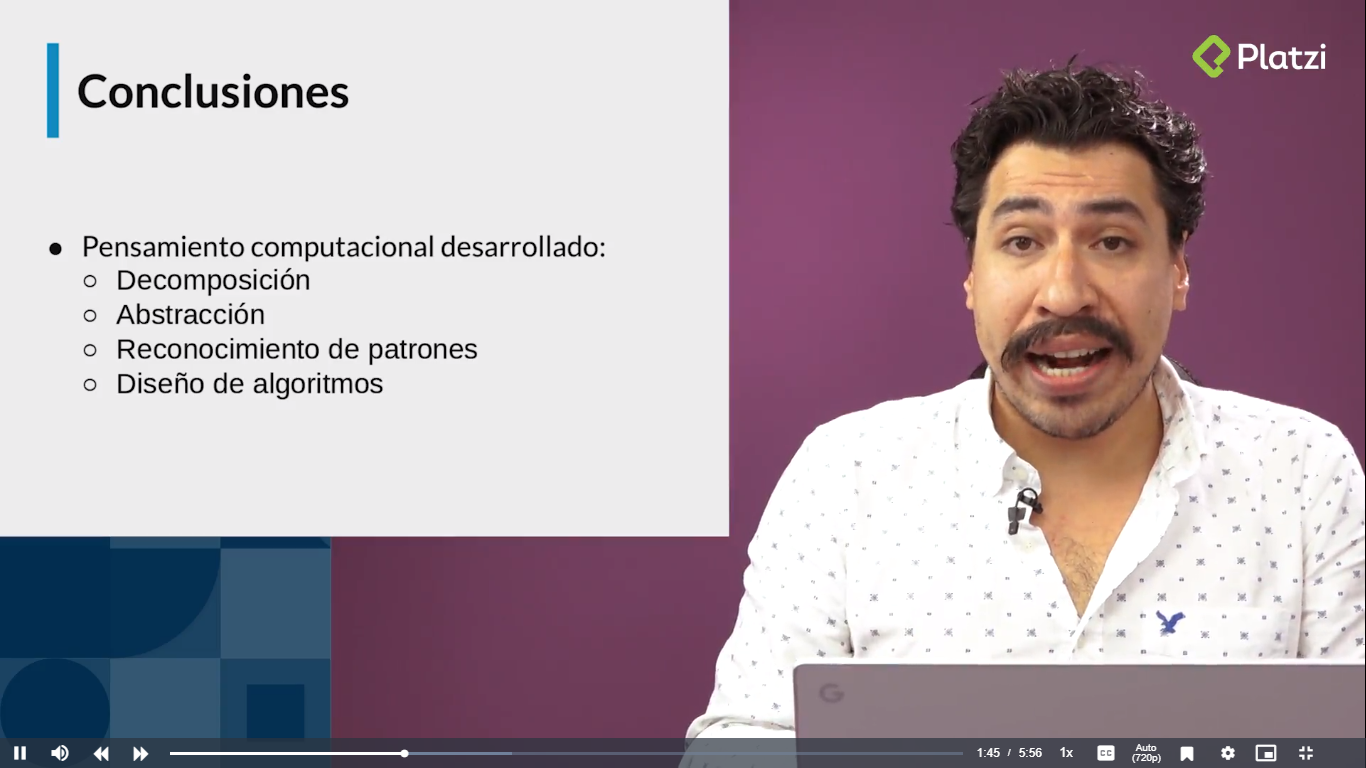 Conclusiones
Platzi
● Pensamiento computacional desarrollado:
○ Decomposición
○ Abstracción
○ Reconocimiento de patrones
○ Diseño de algoritmos
G
1:45 / 5:56 1x CC Auto (720p)